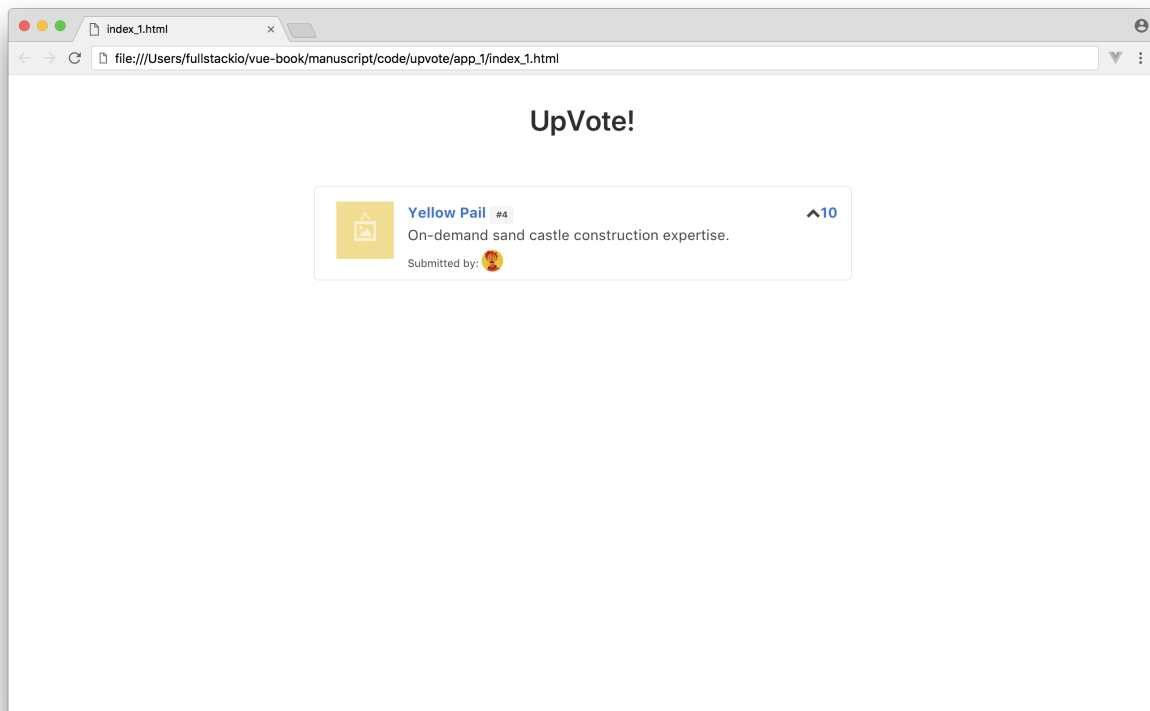 index_1.html
file:///Users/fullstackio/vue-book/manuscript/code/upvote/app_1/index_1.html
UpVote!
Yellow Pail #4 10
On-demand sand castle construction expertise.
Submitted by: